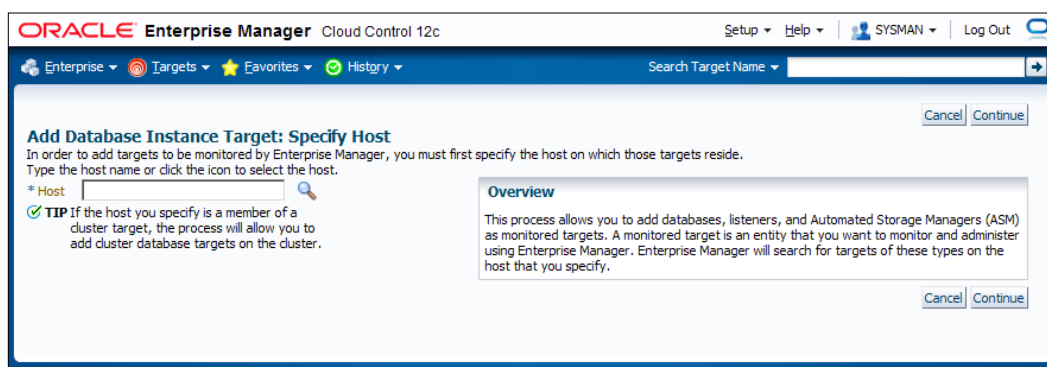 ORACLE Enterprise Manager Cloud Control 12c
Setup Help SYSMAN Log Out
Enterprise Targets Favorites History Search Target Name
Cancel Continue
Add Database Instance Target: Specify Host
In order to add targets to be monitored by Enterprise Manager, you must first specify the host on which those targets reside.
Type the host name or click the icon to select the host.
* Host
TIP If the host you specify is a member of a
cluster target, the process will allow you to
add cluster database targets on the cluster.
Overview
This process allows you to add databases, listeners, and Automated Storage Managers (ASM)
as monitored targets. A monitored target is an entity that you want to monitor and administer
using Enterprise Manager. Enterprise Manager will search for targets of these types on the
host that you specify.
Cancel Continue